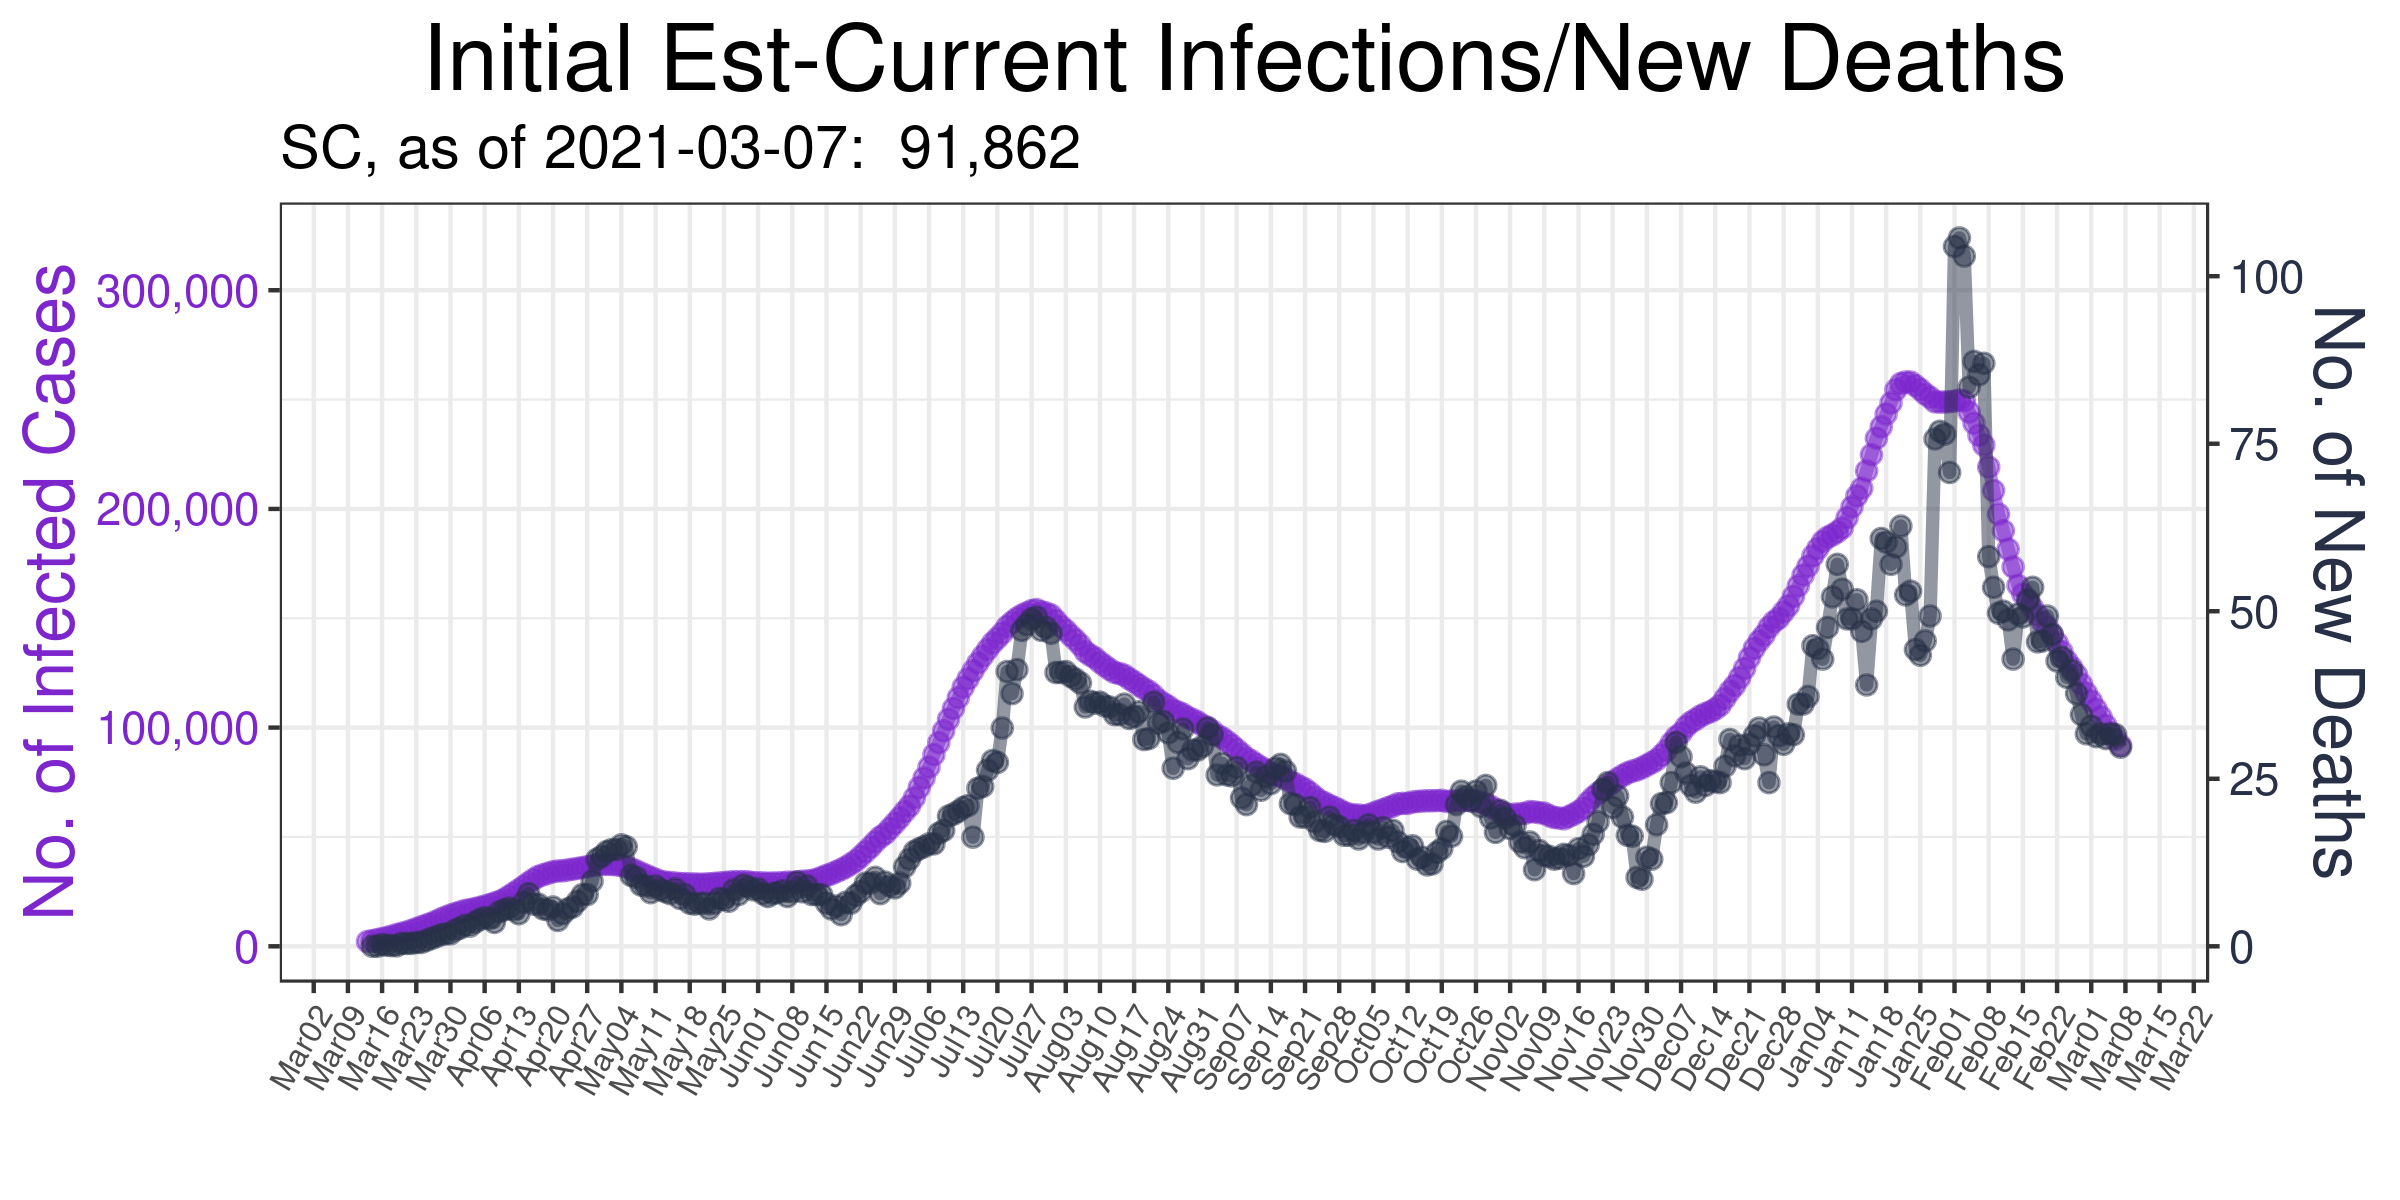 Initial Est-Current Infections/New Deaths
SC, as of 2021-03-07:  91,862
No. of Infected Cases
300,000
200,000
100,000
0
100
75
50
25
0
No. of New Deaths
Mar02
Mar09
Mar16
Mar23
Mar30
Apr06
Apr13
Apr20
Apr27
May04
May11
May18
May25
Jun01
Jun08
Jun15
Jun22
Jun29
Jul06
Jul13
Jul20
Jul27
Aug03
Aug10
Aug17
Aug24
Aug31
Sep07
Sep14
Sep21
Sep28
Oct05
Oct12
Oct19
Oct26
Nov02
Nov09
Nov16
Nov23
Nov30
Dec07
Dec14
Dec21
Dec28
Jan04
Jan11
Jan18
Jan25
Feb01
Feb08
Feb15
Feb22
Mar01
Mar08
Mar15
Mar22